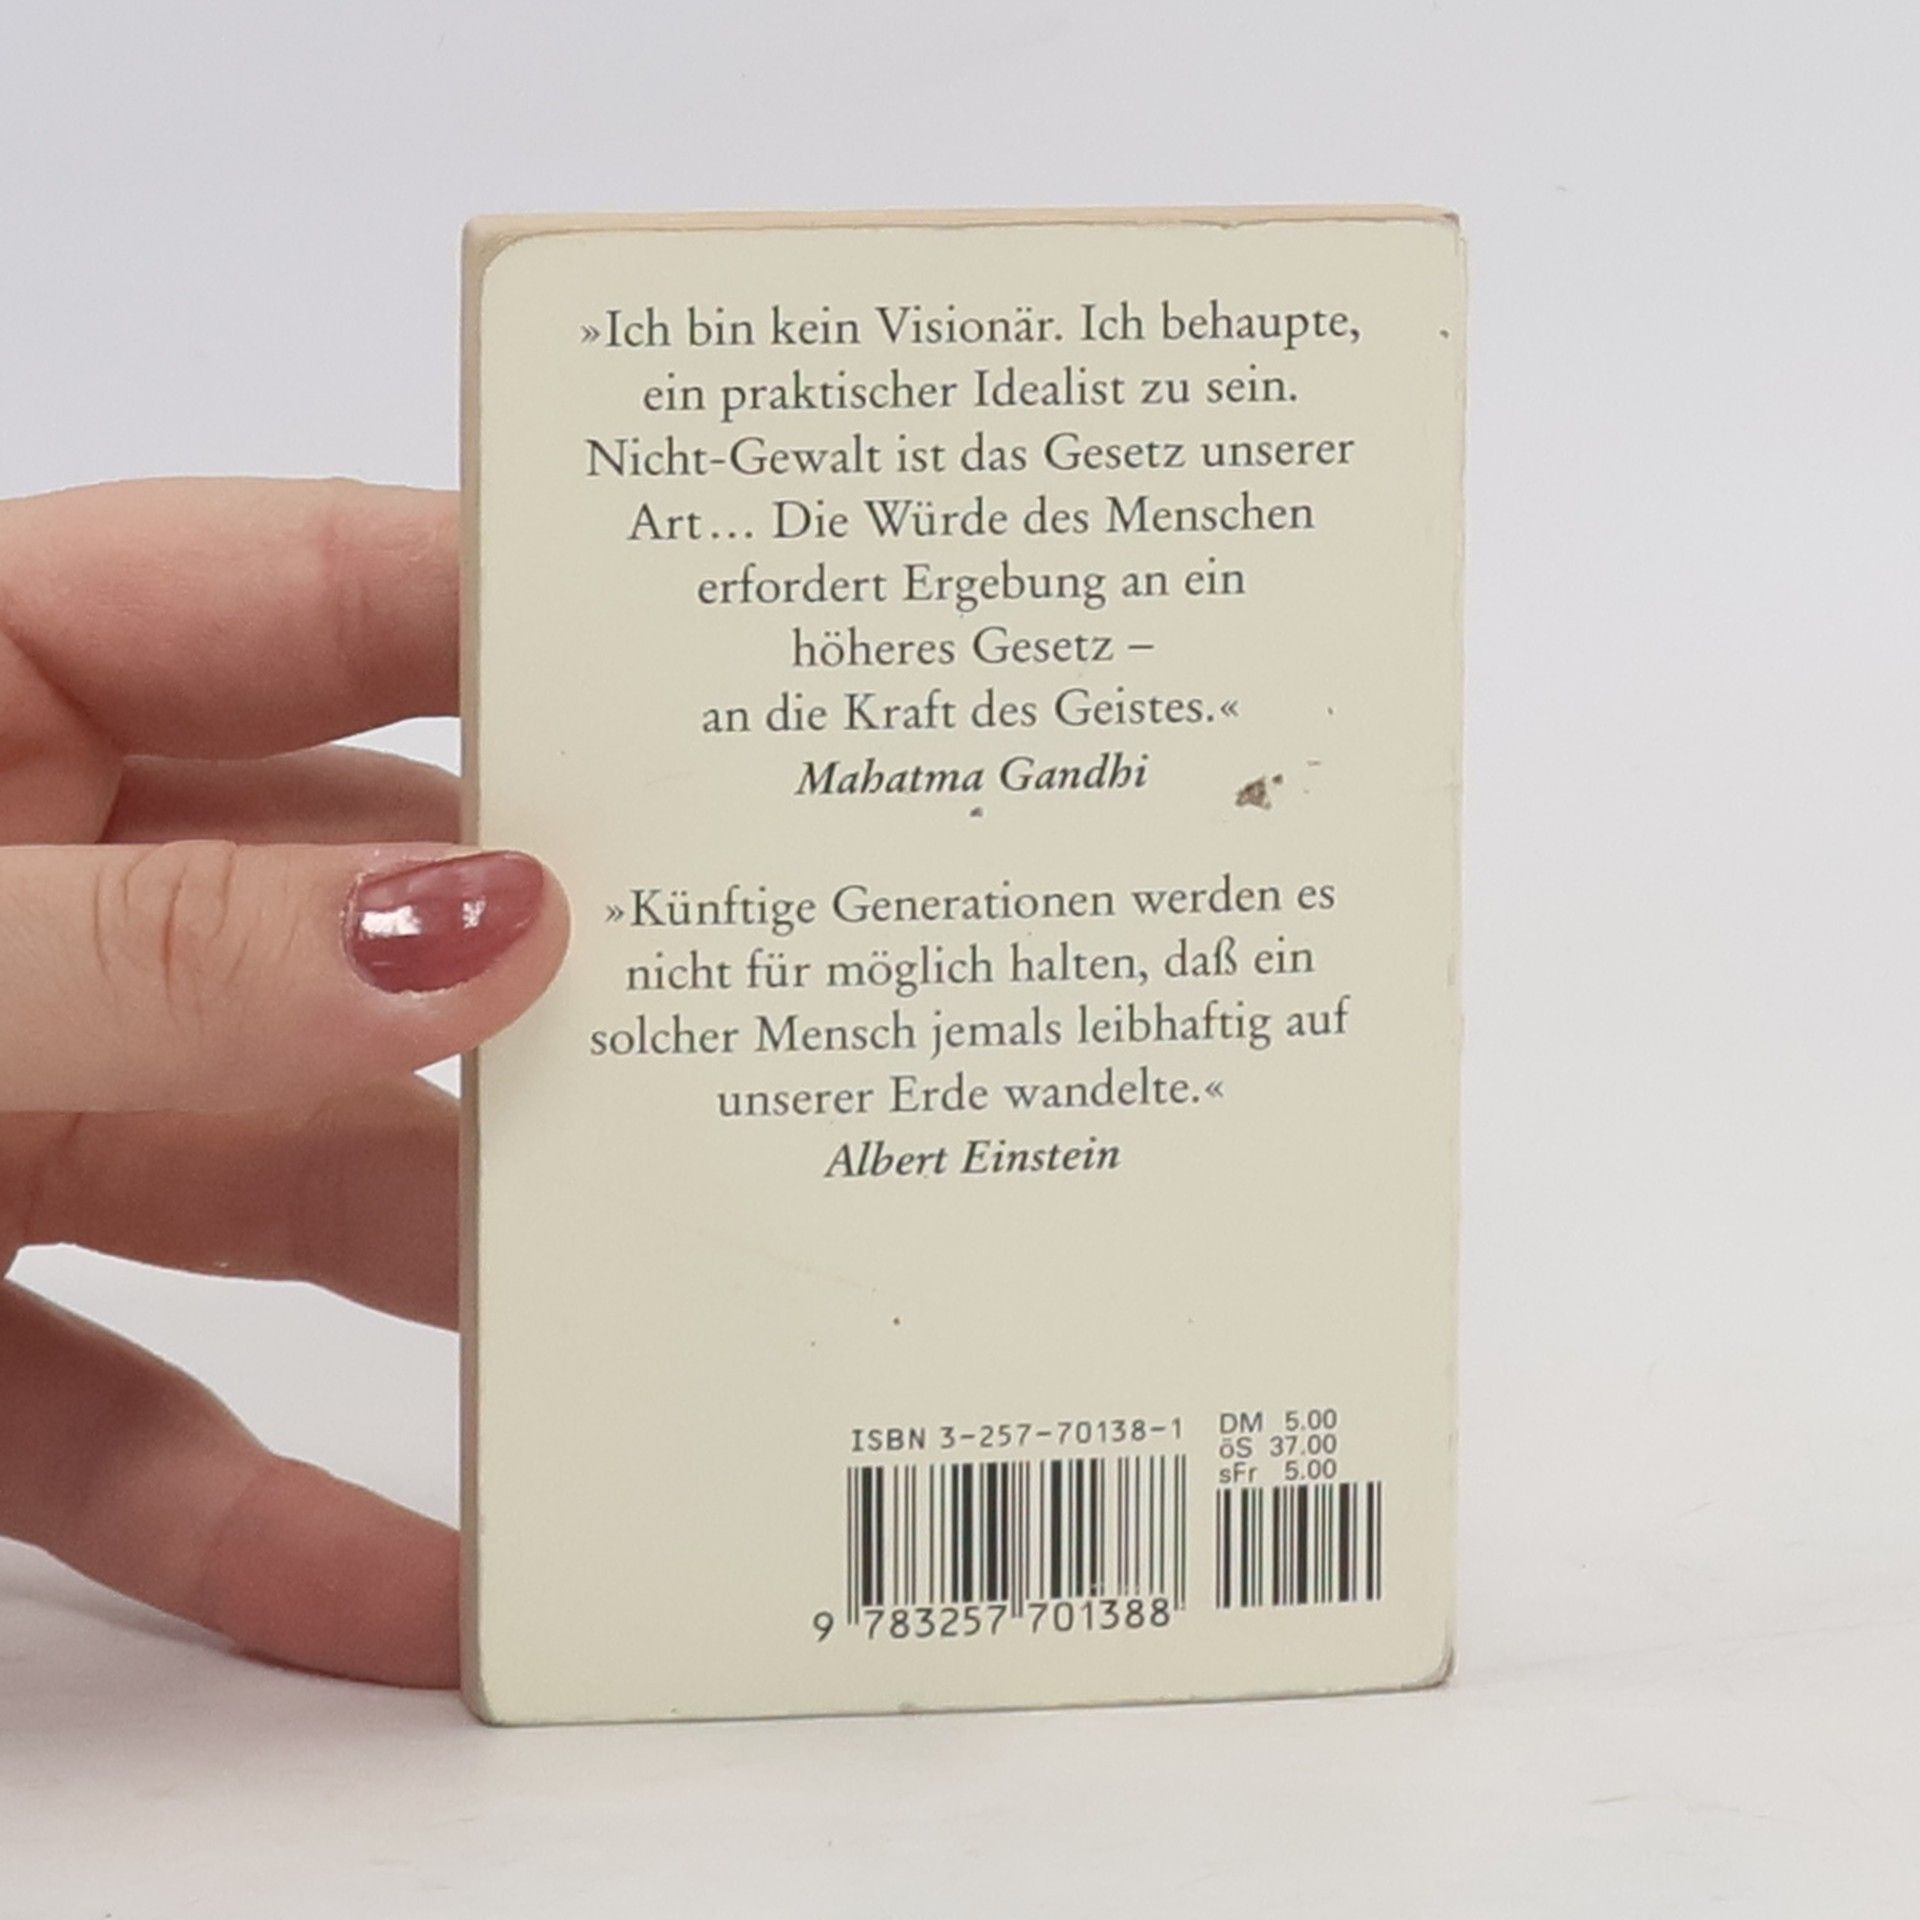 »Ich bin kein Visionär. Ich behaupte,
ein praktischer Idealist zu sein.
Nicht-Gewalt ist das Gesetz unserer
Art... Die Würde des Menschen
erfordert Ergebung an ein
höheres Gesetz –
an die Kraft des Geistes.«
Mahatma Gandhi
»Künftige Generationen werden es
nicht für möglich halten, daß ein
solcher Mensch jemals leibhaftig auf
unserer Erde wandelte.«
Albert Einstein
ISBN 3-257-70138-1
DM 5.00
öS 37.00
sFr 5.00
9 783257 701388